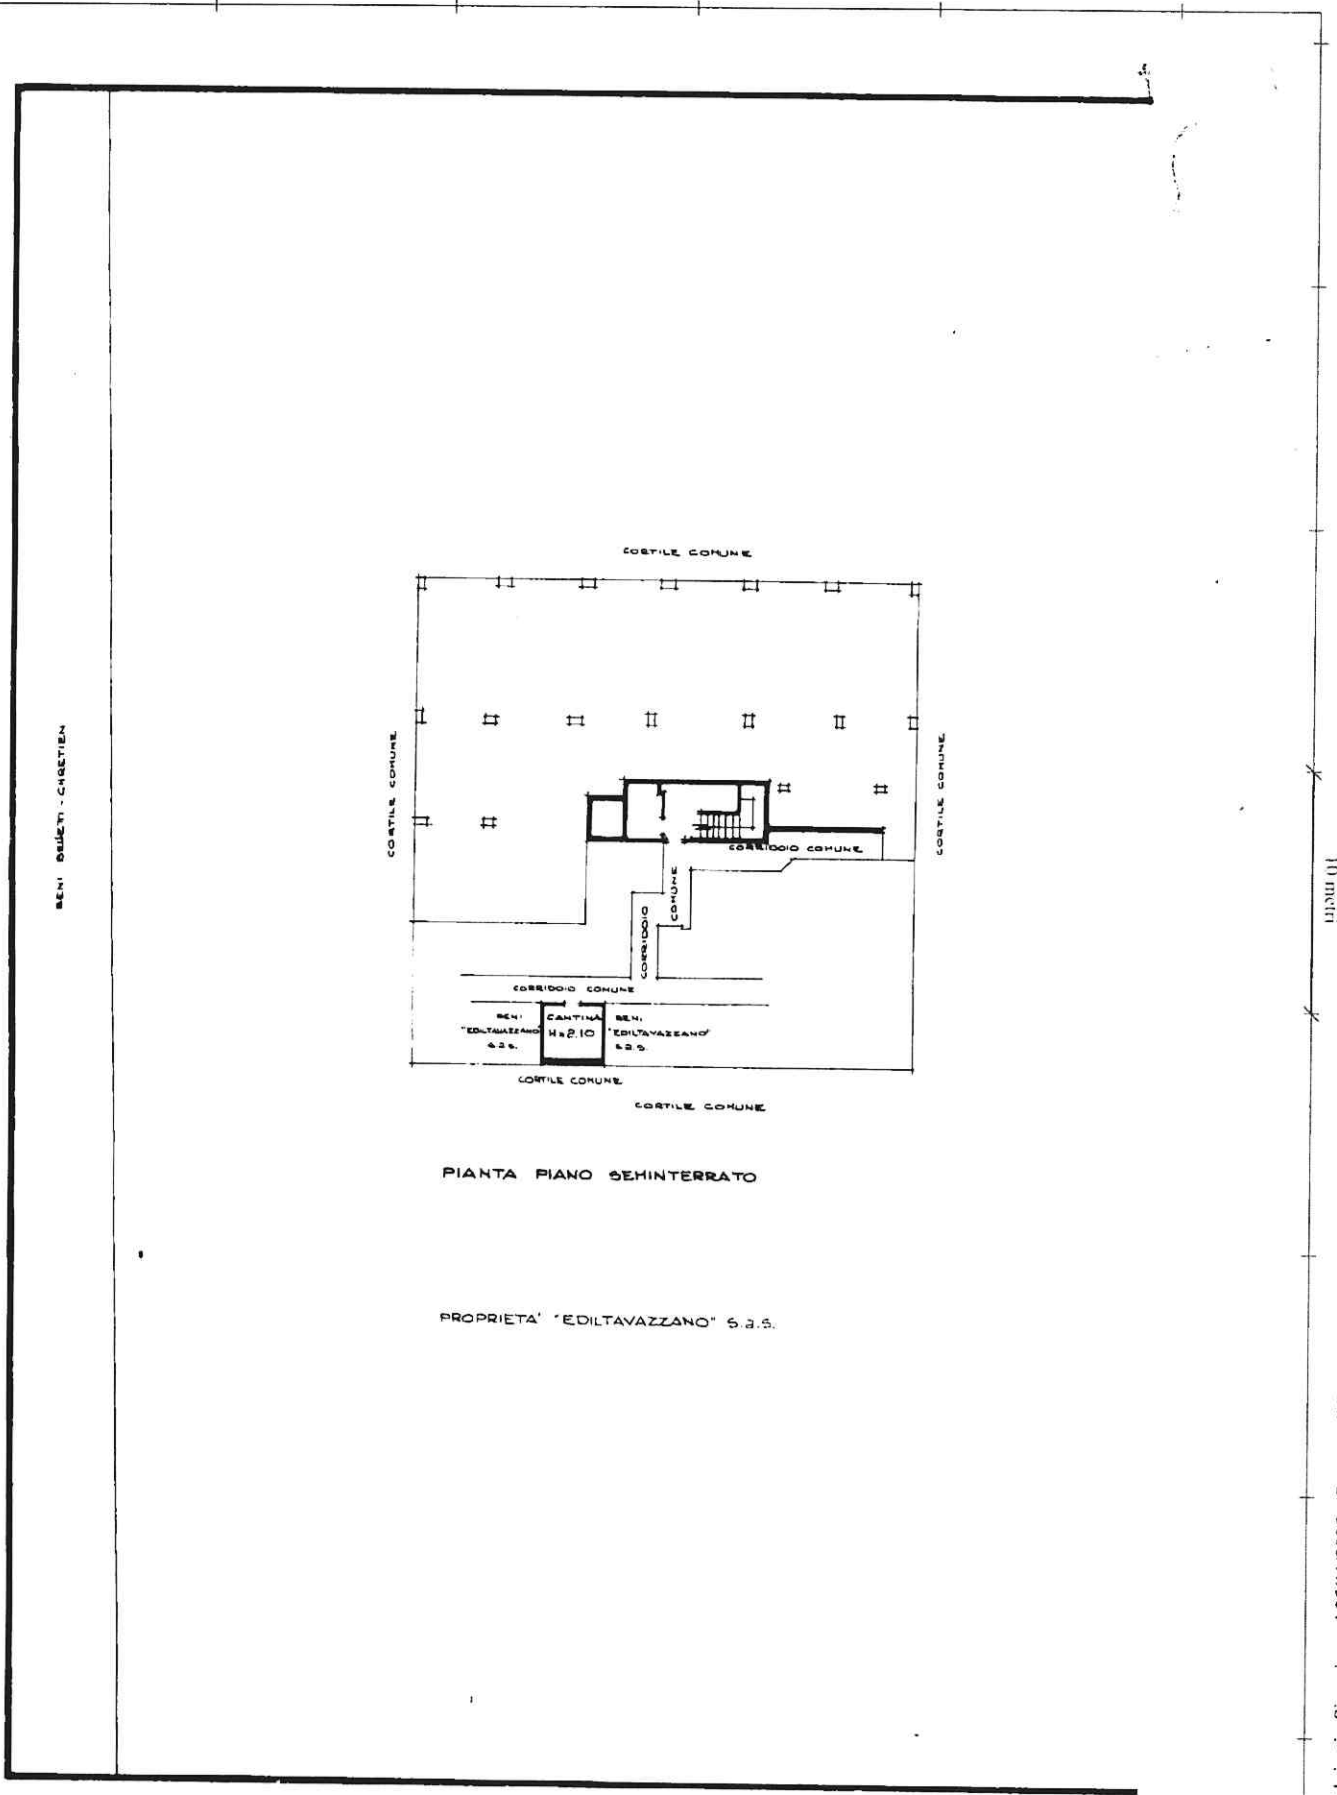 CORTILE COMUNE
CORTILE COMUNE
CORTILE COMUNE
CORRIDOIO COMUNE
CORRIDOIO
COMUNE
CORRIDOIO COMUNE
BENI
"EDILTAVAZZANO"
s.a.s.
CANTINA
H=2.10
BENI
"EDILTAVAZZANO"
s.a.s.
CORTILE COMUNE
CORTILE COMUNE
PIANTA PIANO SEMINTERRATO
PROPRIETA' "EDILTAVAZZANO" S.a.S.
BENI - CHRETIEN
10 metri